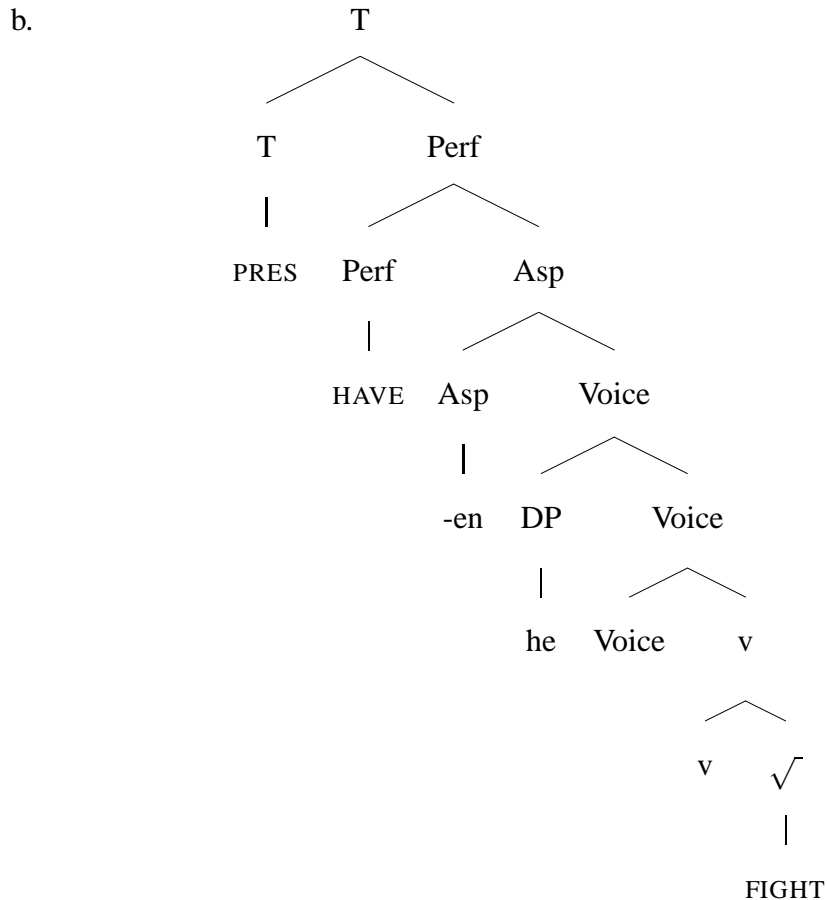 b. T
T Perf
PRES Perf Asp
HAVE Asp Voice
-en DP Voice
he Voice v
v √
FIGHT